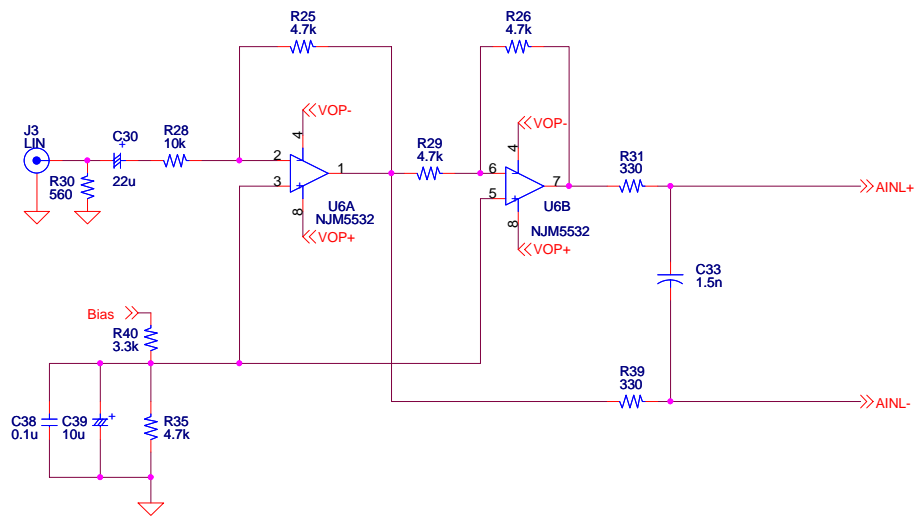 R25
4.7k
R26
4.7k
VOP-
VOP-
J3
LIN
C30
+
22u
R28
10k
R30
560
4
2
3
1
8
U6A
NJM5532
VOP+
R29
4.7k
4
6
5
7
8
U6B
NJM5532
VOP+
R31
330
AINL+
C33
1.5n
Bias
R40
3.3k
R39
330
AINL-
C38
0.1u
C39
10u
+
R35
4.7k